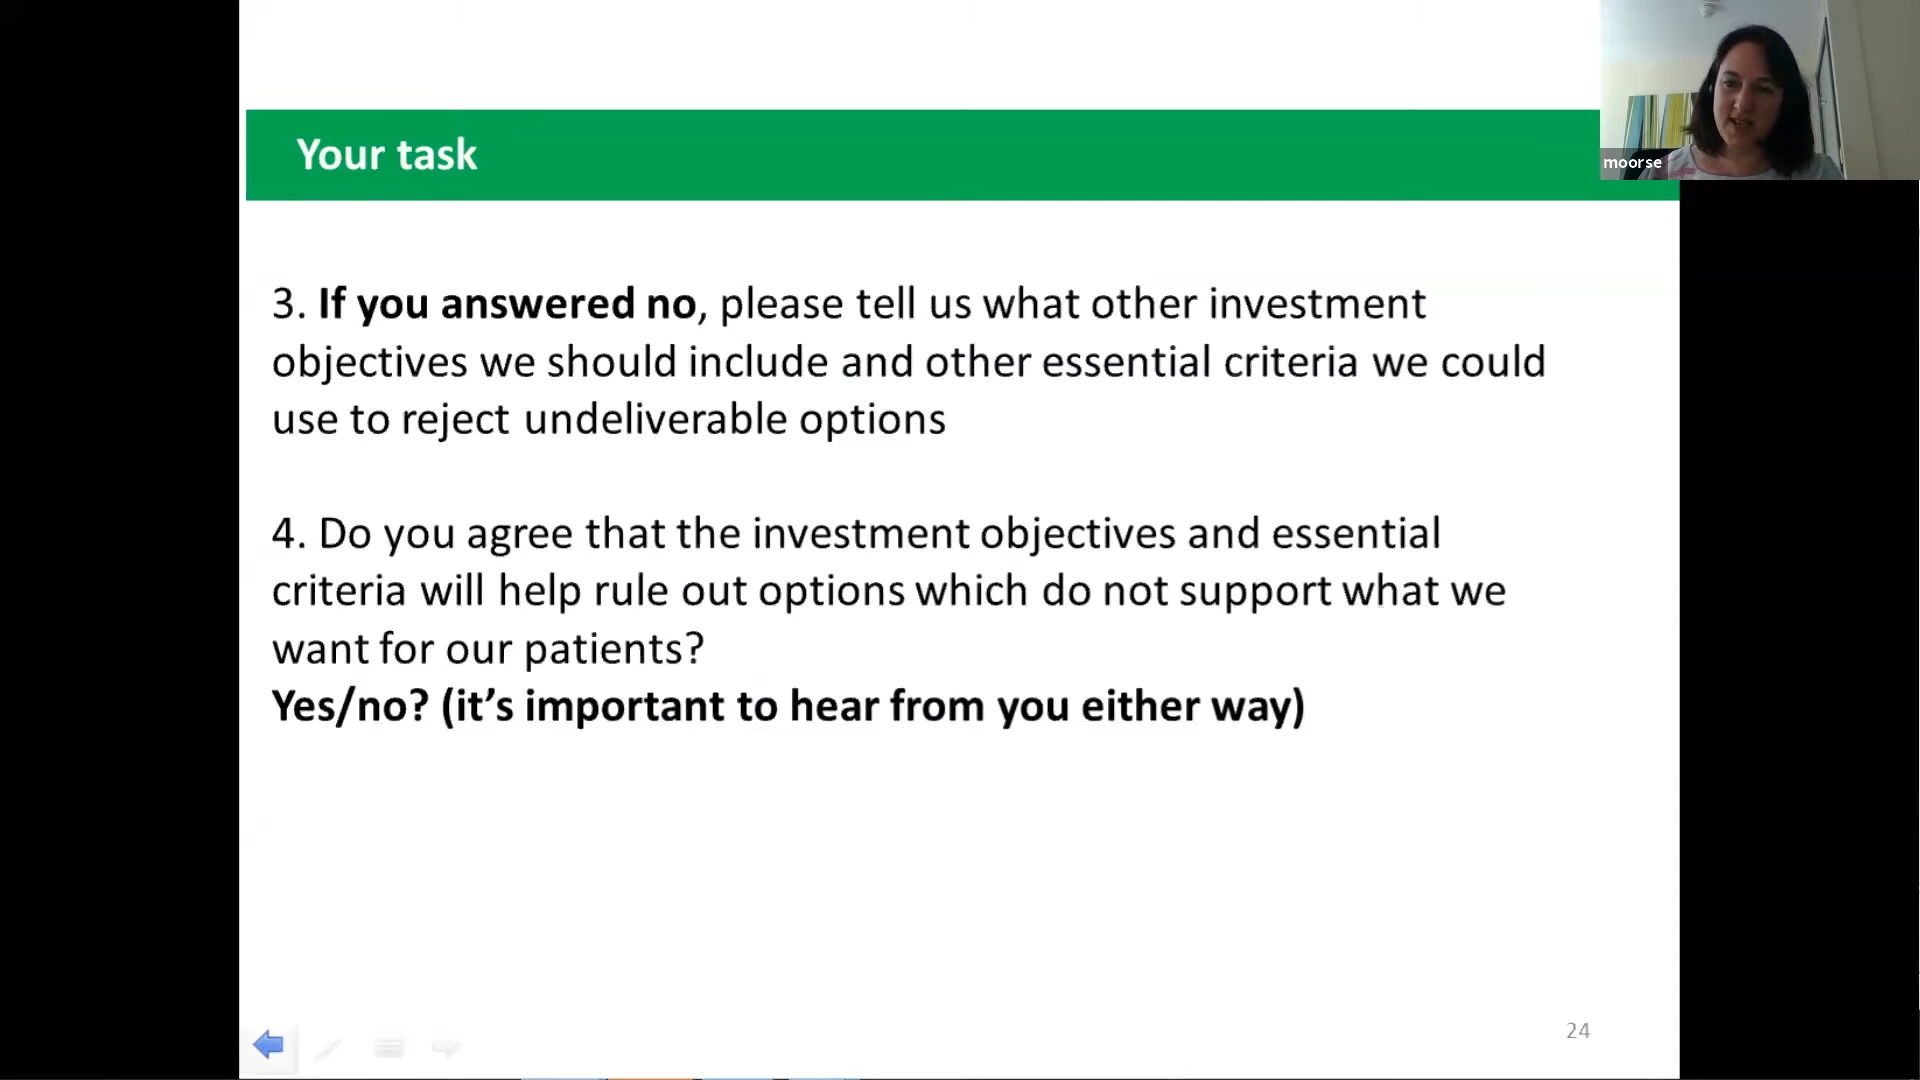 Your task
moorse
3. If you answered no, please tell us what other investment
objectives we should include and other essential criteria we could
use to reject undeliverable options
4. Do you agree that the investment objectives and essential
criteria will help rule out options which do not support what we
want for our patients?
Yes/no? (it’s important to hear from you either way)
24